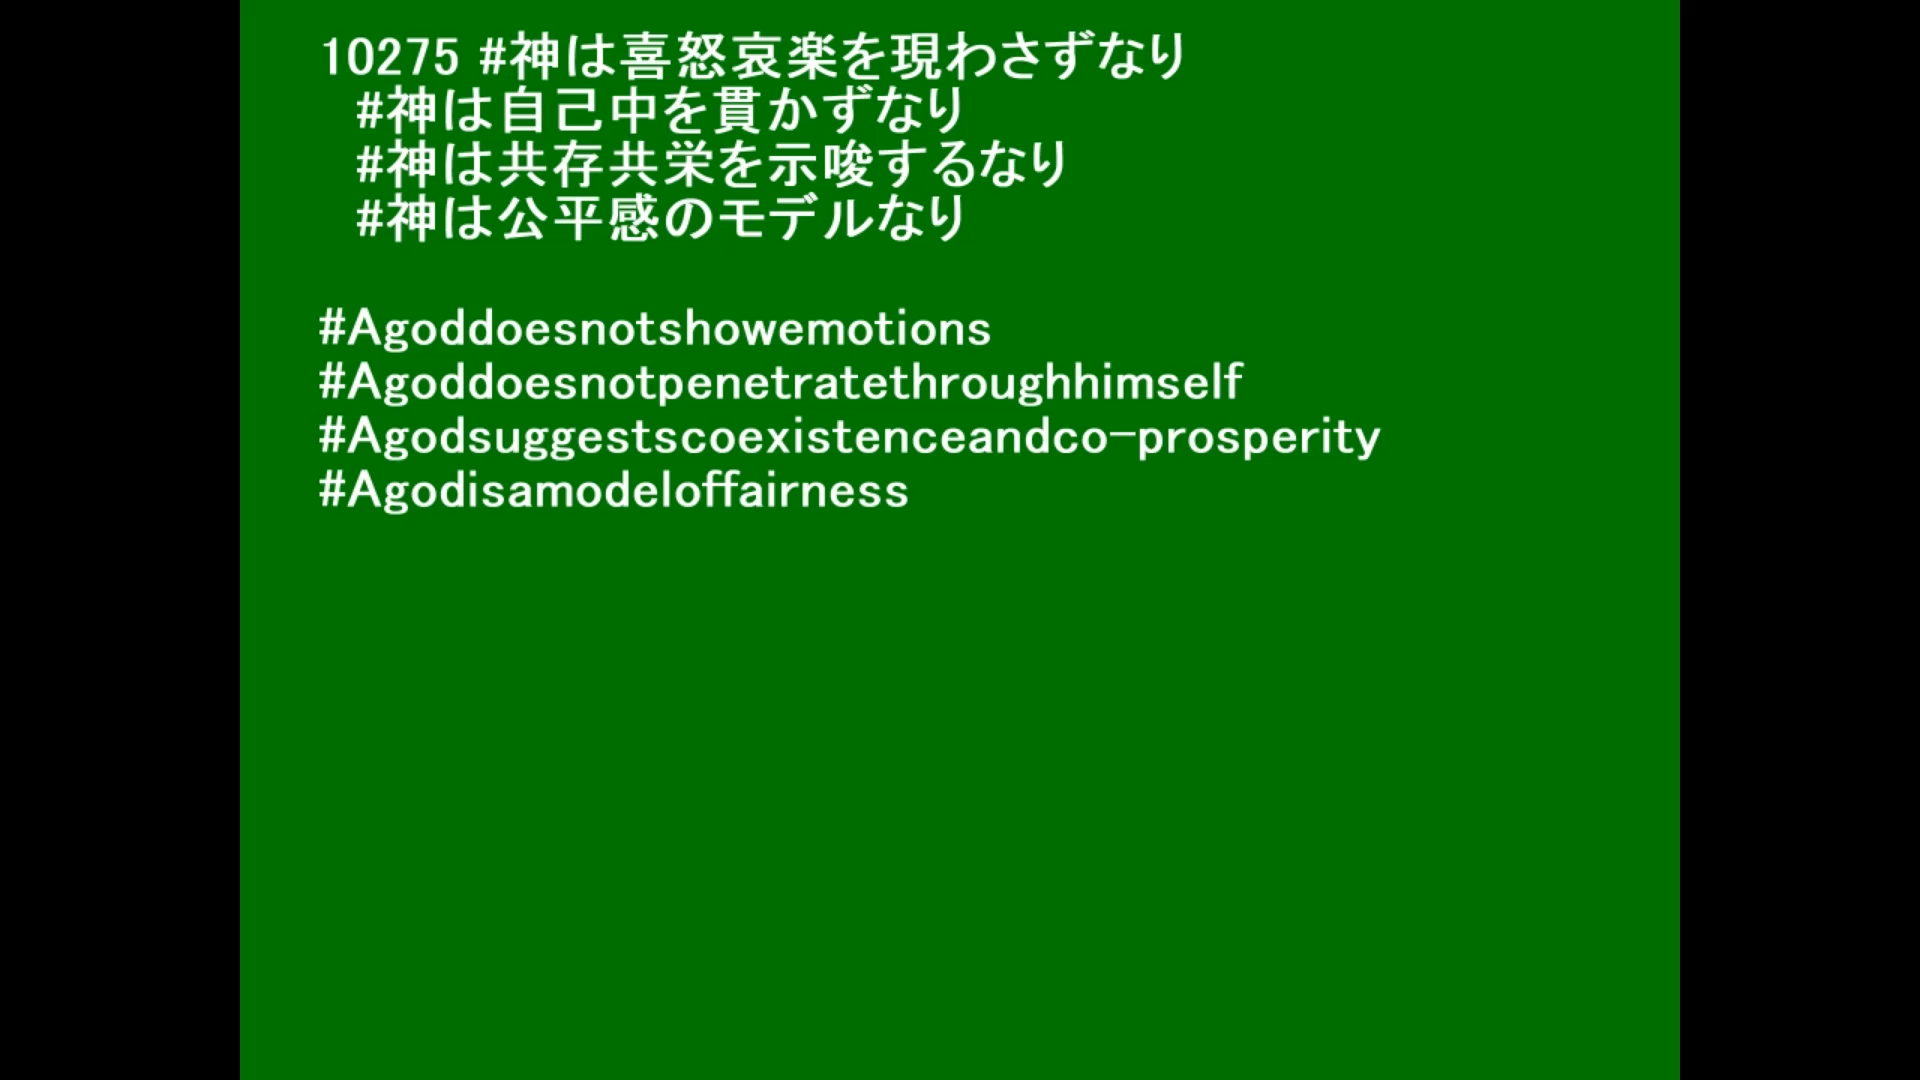 10275 #神は喜怒哀楽を現わさずなり
#神は自己中を貫かずなり
#神は共存共栄を示唆するなり
#神は公平感のモデルなり
#Agoddoesnotshowemotions
#Agoddoesnotpenetratethroughhimself
#Agodsuggestscoexistenceandco-prosperity
#Agodisamodeloffairness